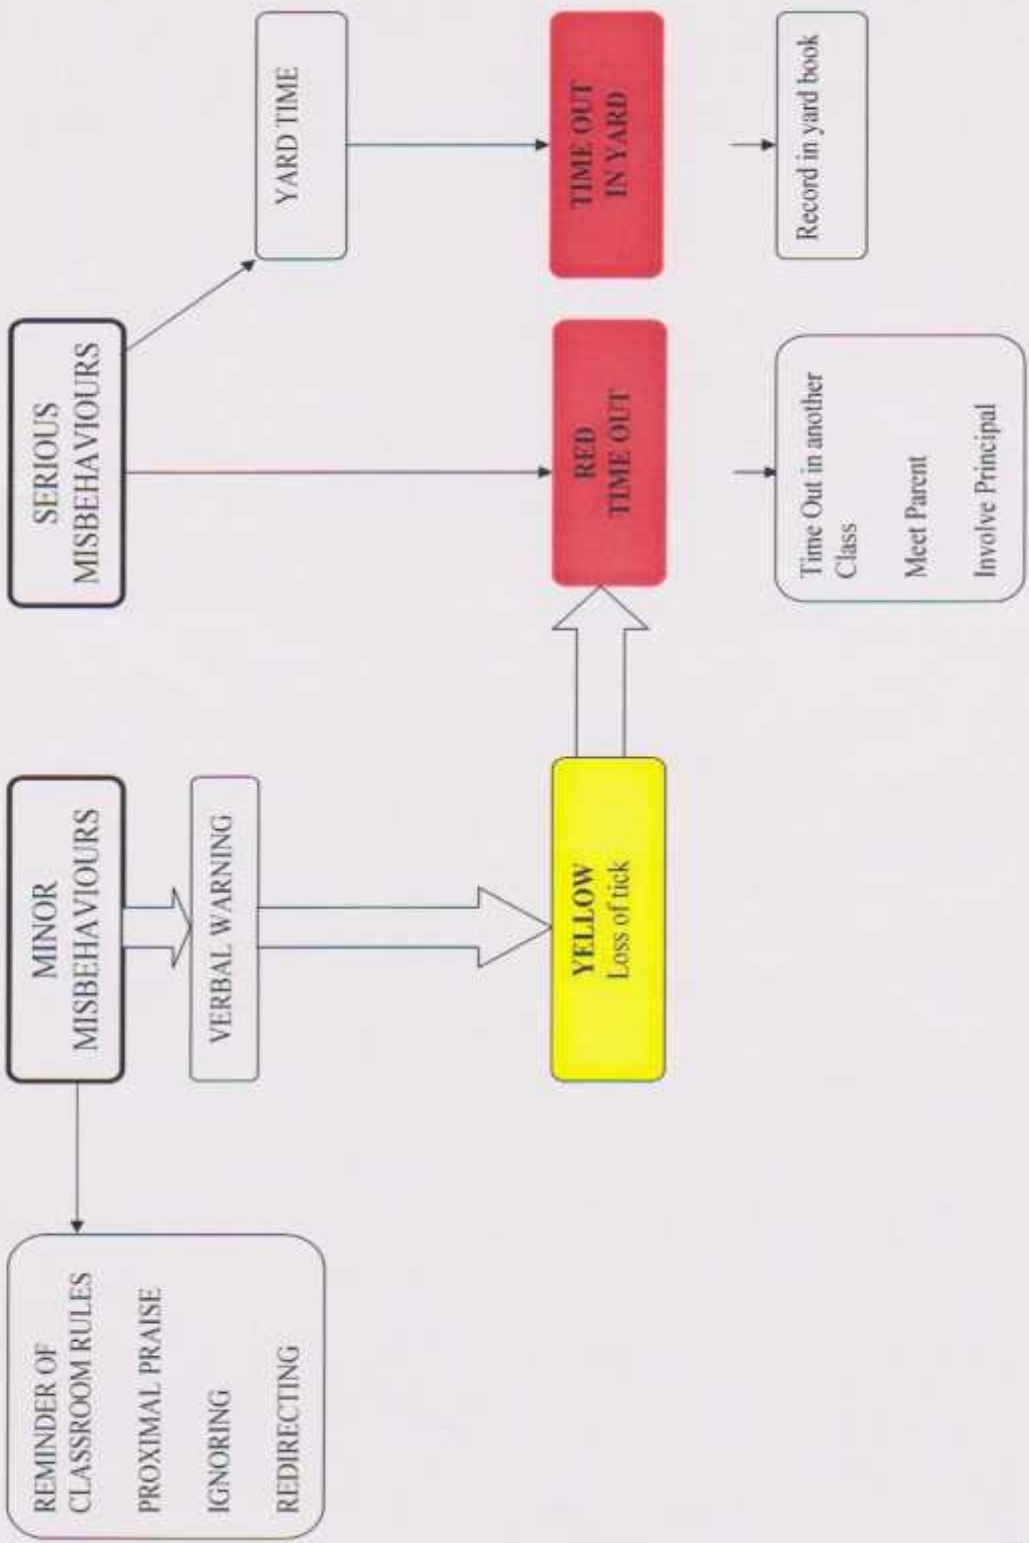 REMINDER OF
CLASSROOM RULES
PROXIMAL PRAISE
IGNORING
REDIRECTING
MINOR
MISBEHAVIOURS
VERBAL WARNING
YELLOW
Loss of tick
SERIOUS
MISBEHAVIOURS
YARD TIME
RED
TIME OUT
TIME OUT
IN YARD
Time Out in another
Class
Meet Parent
Involve Principal
Record in yard book